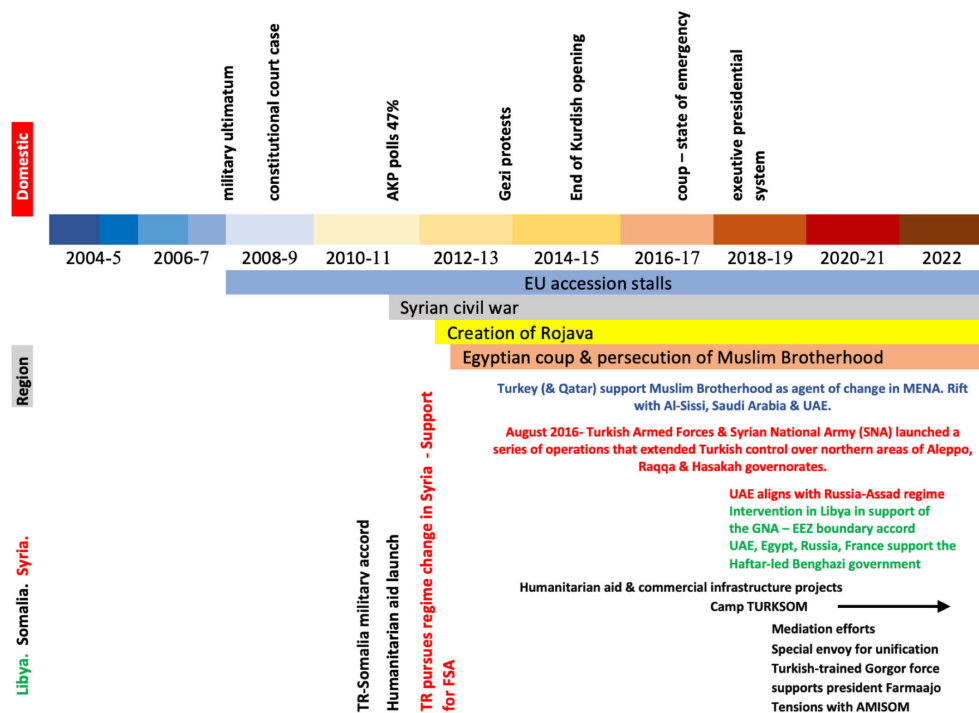 Domestic
military ultimatum
constitutional court case
AKP polls 47%
Gezi protests
End of Kurdish opening
coup – state of emergency
exeutive presidential
system
2004-5
2006-7
2008-9
2010-11
2012-13
2014-15
2016-17
2018-19
2020-21
2022
EU accession stalls
Syrian civil war
Creation of Rojava
Region
Egyptian coup & persecution of Muslim Brotherhood
Turkey (& Qatar) support Muslim Brotherhood as agent of change in MENA. Rift
with Al-Sissi, Saudi Arabia & UAE.
August 2016- Turkish Armed Forces & Syrian National Army (SNA) launched a
series of operations that extended Turkish control over northern areas of Aleppo,
Raqqa & Hasakah governorates.
Libya. Somalia. Syria.
TR-Somalia military accord
Humanitarian aid launch
TR pursues regime change in Syria - Support
for FSA
UAE aligns with Russia-Assad regime
Intervention in Libya in support of
the GNA – EEZ boundary accord
UAE, Egypt, Russia, France support the
Haftar-led Benghazi government
Humanitarian aid & commercial infrastructure projects
Camp TURKSOM
Mediation efforts
Special envoy for unification
Turkish-trained Gorgor force
supports president Farmaajo
Tensions with AMISOM